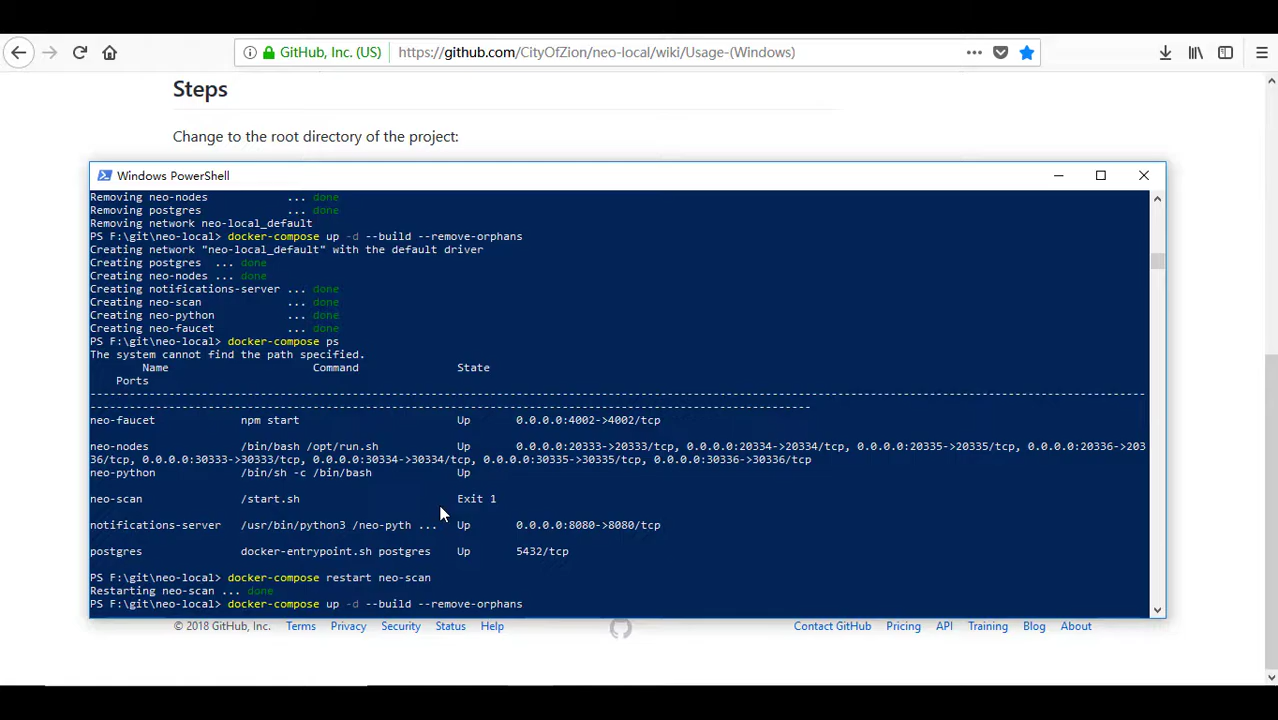 GitHub, Inc. (US)
https://github.com/CityOfZion/neo-local/wiki/Usage-(Windows)
Steps
Change to the root directory of the project:
Windows PowerShell
Removing neo-nodes ... done
Removing postgres ... done
Removing network neo-local_default
PS F:\git\neo-local> docker-compose up -d --build --remove-orphans
Creating network "neo-local_default" with the default driver
Creating postgres ... done
Creating neo-nodes ... done
Creating notifications-server ... done
Creating neo-scan ... done
Creating neo-python ... done
Creating neo-faucet ... done
PS F:\git\neo-local> docker-compose ps
The system cannot find the path specified.
Name Command State
Ports
--------------------------------------------------------------------------------------------------------------------------------------------------------------------
--------------------------------------------------------------------------------------------------------------
neo-faucet npm start Up 0.0.0.0:4002->4002/tcp
neo-nodes /bin/bash /opt/run.sh Up 0.0.0.0:20333->20333/tcp, 0.0.0.0:20334->20334/tcp, 0.0.0.0:20335->20335/tcp, 0.0.0.0:20336->203
36/tcp, 0.0.0.0:30333->30333/tcp, 0.0.0.0:30334->30334/tcp, 0.0.0.0:30335->30335/tcp, 0.0.0.0:30336->30336/tcp
neo-python /bin/sh -c /bin/bash Up
neo-scan /start.sh Exit 1
notifications-server /usr/bin/python3 /neo-pyth ... Up 0.0.0.0:8080->8080/tcp
postgres docker-entrypoint.sh postgres Up 5432/tcp
PS F:\git\neo-local> docker-compose restart neo-scan
Restarting neo-scan ... done
PS F:\git\neo-local> docker-compose up -d --build --remove-orphans
© 2018 GitHub, Inc. Terms Privacy Security Status Help Contact GitHub Pricing API Training Blog About